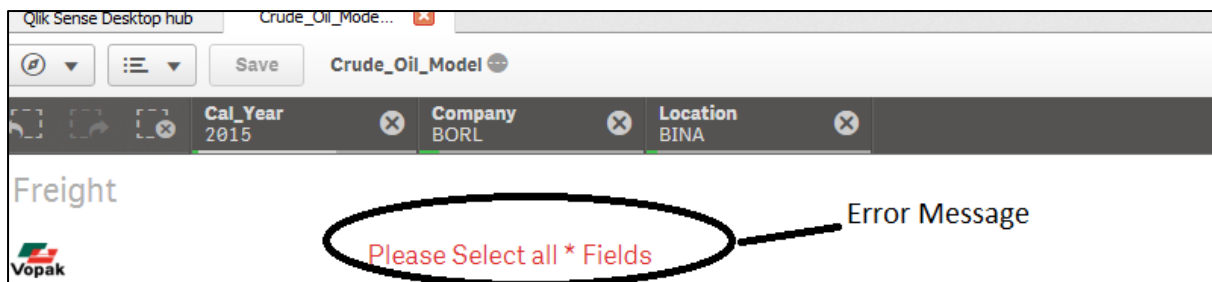 Qlik Sense Desktop hub
Crude_Oil_Mode...
Save
Crude_Oil_Model
Cal_Year
2015
Company
BORL
Location
BINA
Freight
Error Message
Please Select all * Fields
Vopak